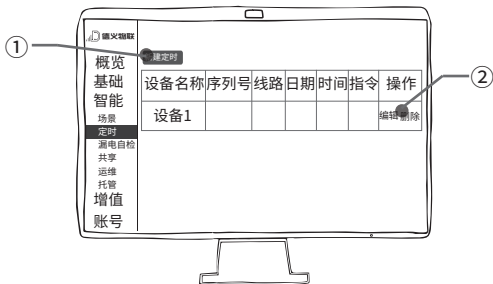 ①
②
信义物联
建定时
概览
基础
智能
场景
定时
漏电自检
共享
运维
托管
增值
账号
设备名称 序列号 线路 日期 时间 指令 操作
设备1 编辑 删除